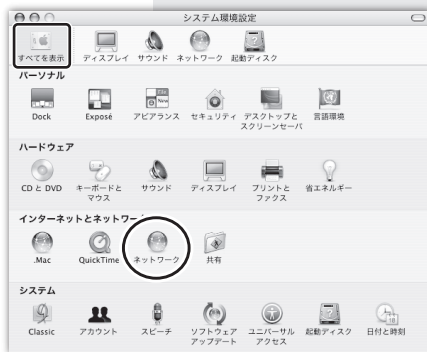 システム環境設定
すべてを表示 ディスプレイ サウンド ネットワーク 起動ディスク
パーソナル
Dock Exposé アピアランス セキュリティ デスクトップと スクリーンセーバ 言語環境
ハードウェア
CD と DVD キーボードと マウス サウンド ディスプレイ プリントと ファクス 省エネルギー
インターネットとネットワーク
.Mac QuickTime ネットワーク 共有
システム
Classic アカウント スピーチ ソフトウェア アップデート ユニバーサル アクセス 起動ディスク 日付と時刻